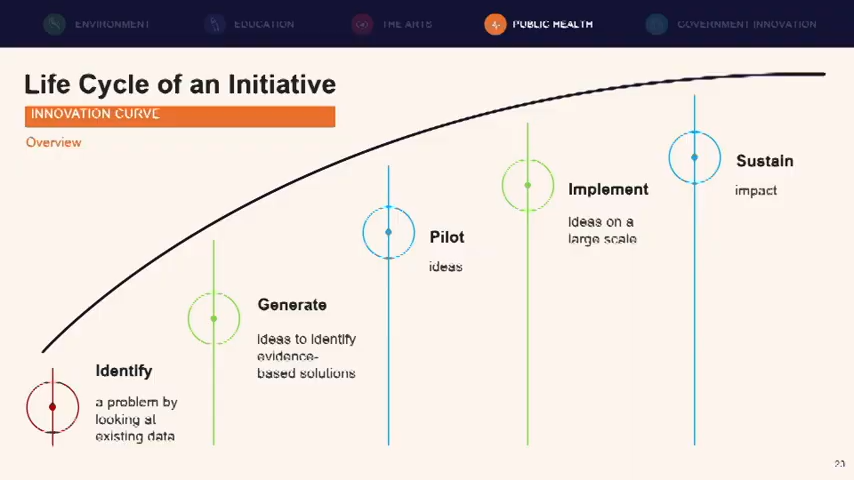 ENVIRONMENT
EDUCATION
THE ARTS
PUBLIC HEALTH
GOVERNMENT INNOVATION
Life Cycle of an Initiative
INNOVATION CURVE
Overview
Sustain
impact
Implement
Ideas on a
large scale
Pilot
ideas
Generate
Ideas to Identify
evidence-
based solutions
Identify
a problem by
looking at
existing data
23